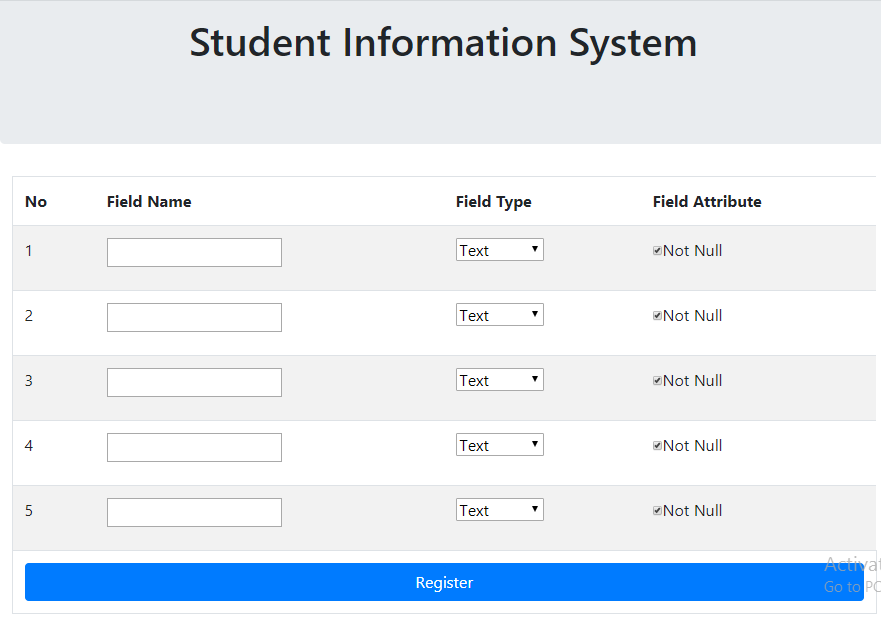 Student Information System
No Field Name Field Type Field Attribute
1 Text Not Null
2 Text Not Null
3 Text Not Null
4 Text Not Null
5 Text Not Null
Register
Go to PC